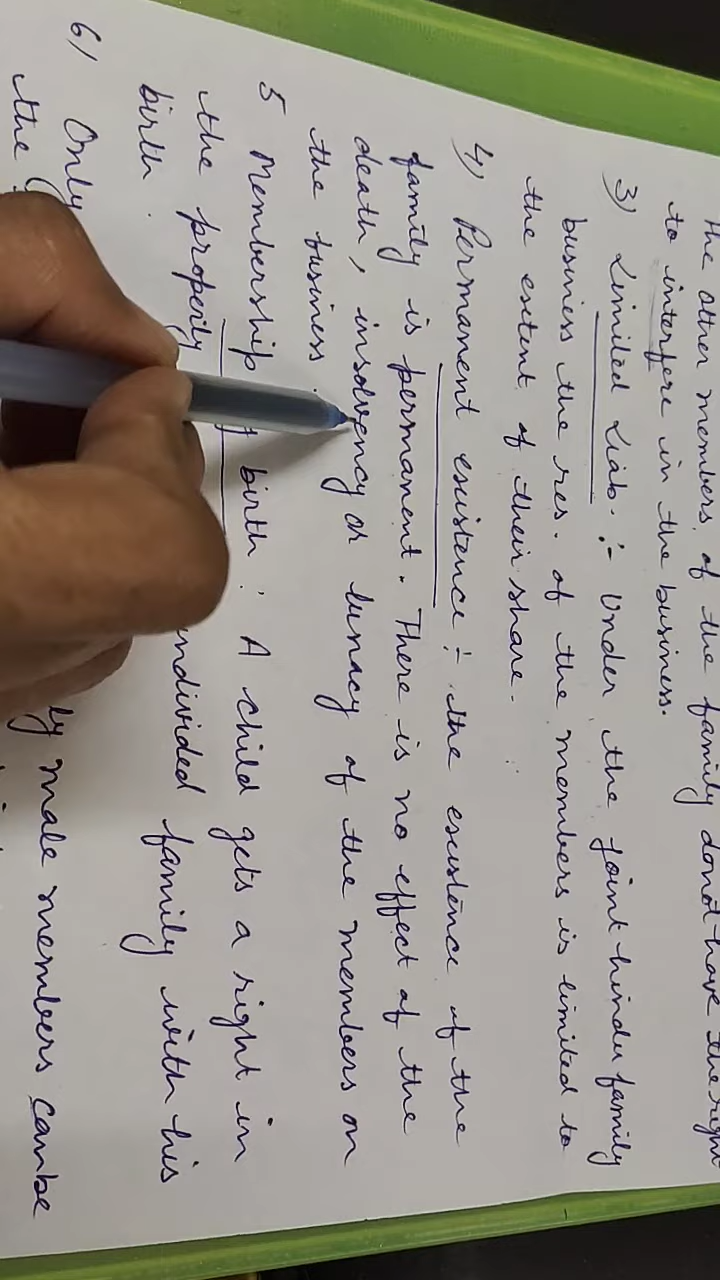 the other members of the family donot have the right
to interfere in the business.
3) Limited Liab. :- Under the joint hindu family
business the res. of the members is limited to
the extent of their share.
4) Permanent existence :- the existence of the
family is permanent. There is no effect of the
death, insolvency or lunacy of the members on
the business.
5 Membership by birth : A child gets a right in
the property undivided family with his
birth.
6) Only male members canbe
the